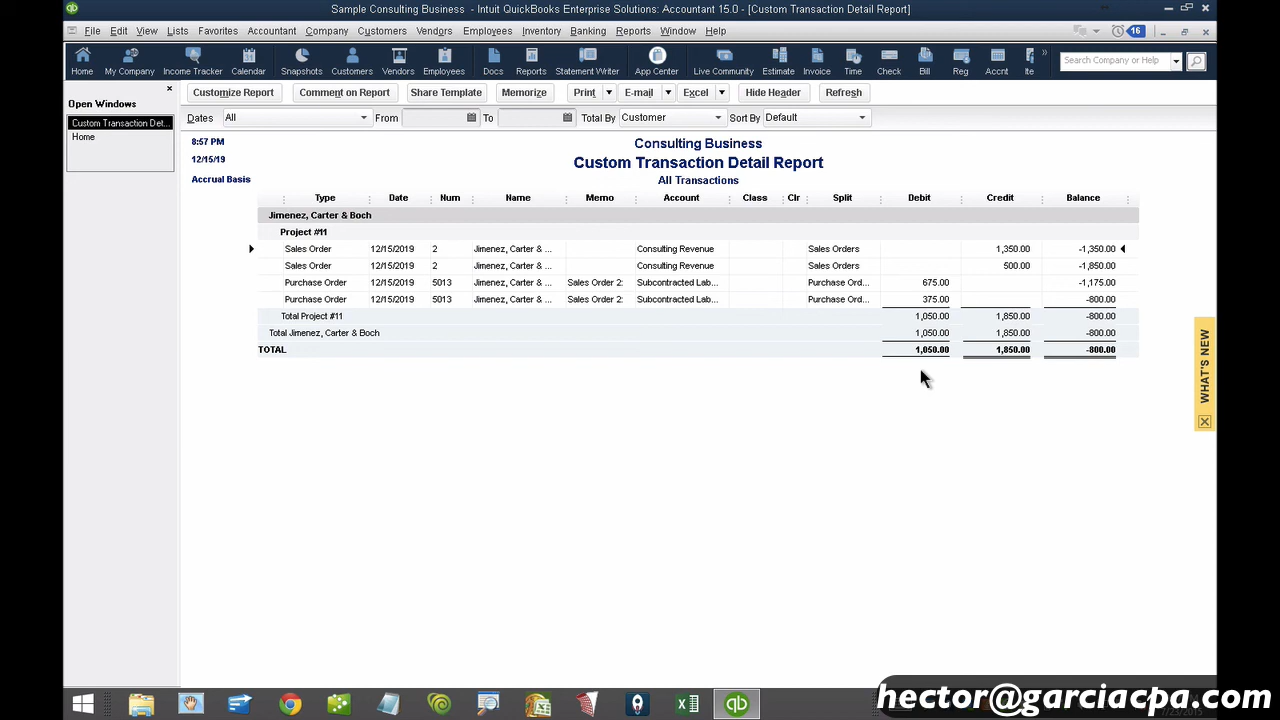 Sample Consulting Business - Intuit QuickBooks Enterprise Solutions: Accountant 15.0 - [Custom Transaction Detail Report]
File Edit View Lists Favorites Accountant Company Customers Vendors Employees Inventory Banking Reports Window Help
16
Home My Company Income Tracker Calendar Snapshots Customers Vendors Employees Docs Reports Statement Writer App Center Live Community Estimate Invoice Time Check Bill Reg Accnt Ite
Search Company or Help
Open Windows
Custom Transaction Det...
Home
Customize Report Comment on Report Share Template Memorize Print E-mail Excel Hide Header Refresh
Dates All From To Total By Customer Sort By Default
8:57 PM
12/15/19
Accrual Basis
Consulting Business
Custom Transaction Detail Report
All Transactions
Type Date Num Name Memo Account Class Clr Split Debit Credit Balance
Jimenez, Carter & Boch
Project #11
Sales Order 12/15/2019 2 Jimenez, Carter & ... Consulting Revenue Sales Orders 1,350.00 -1,350.00
Sales Order 12/15/2019 2 Jimenez, Carter & ... Consulting Revenue Sales Orders 500.00 -1,850.00
Purchase Order 12/15/2019 5013 Jimenez, Carter & ... Sales Order 2: Subcontracted Lab... Purchase Ord... 675.00 -1,175.00
Purchase Order 12/15/2019 5013 Jimenez, Carter & ... Sales Order 2: Subcontracted Lab... Purchase Ord... 375.00 -800.00
Total Project #11 1,050.00 1,850.00 -800.00
Total Jimenez, Carter & Boch 1,050.00 1,850.00 -800.00
TOTAL 1,050.00 1,850.00 -800.00
WHAT'S NEW
hector@garciacpa.com